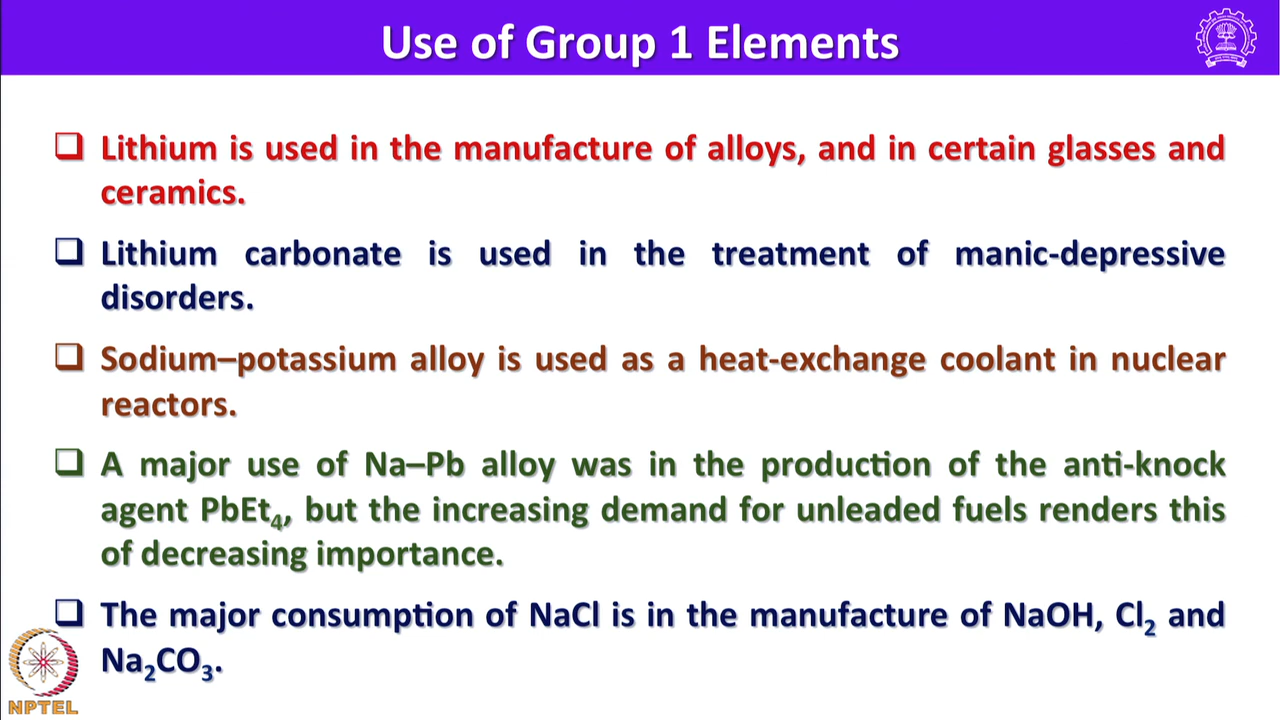 Use of Group 1 Elements
❑ Lithium is used in the manufacture of alloys, and in certain glasses and
ceramics.
❑ Lithium carbonate is used in the treatment of manic-depressive
disorders.
❑ Sodium–potassium alloy is used as a heat-exchange coolant in nuclear
reactors.
❑ A major use of Na–Pb alloy was in the production of the anti-knock
agent PbEt₄, but the increasing demand for unleaded fuels renders this
of decreasing importance.
❑ The major consumption of NaCl is in the manufacture of NaOH, Cl₂ and
Na₂CO₃.
NPTEL